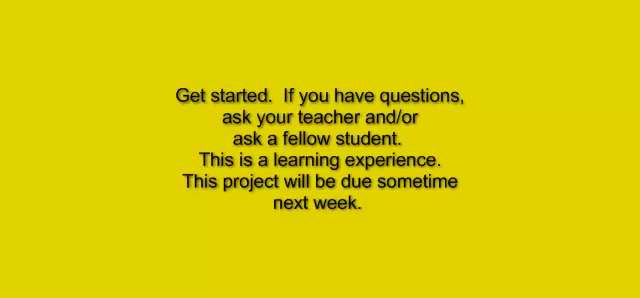 Get started.  If you have questions,
ask your teacher and/or
ask a fellow student.
This is a learning experience.
This project will be due sometime
next week.